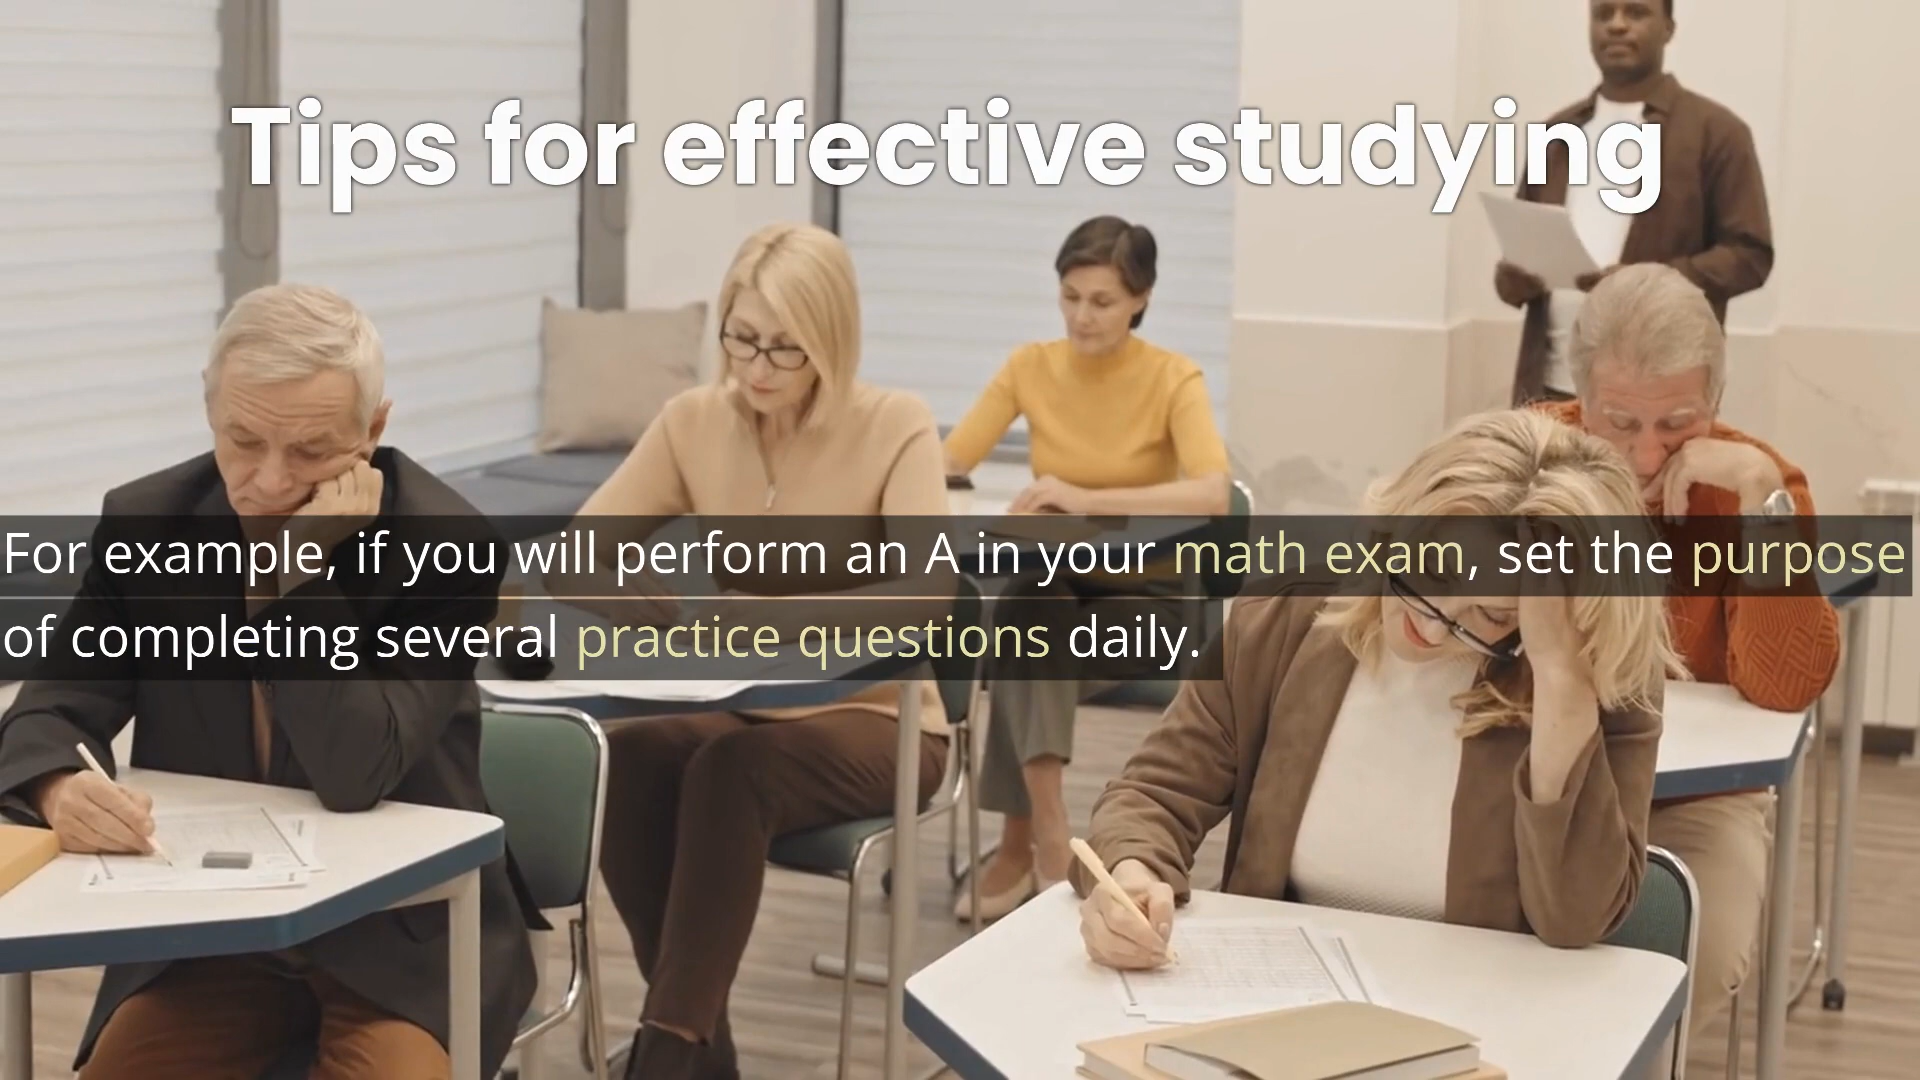 Tips for effective studying
For example, if you will perform an A in your math exam, set the purpose
of completing several practice questions daily.